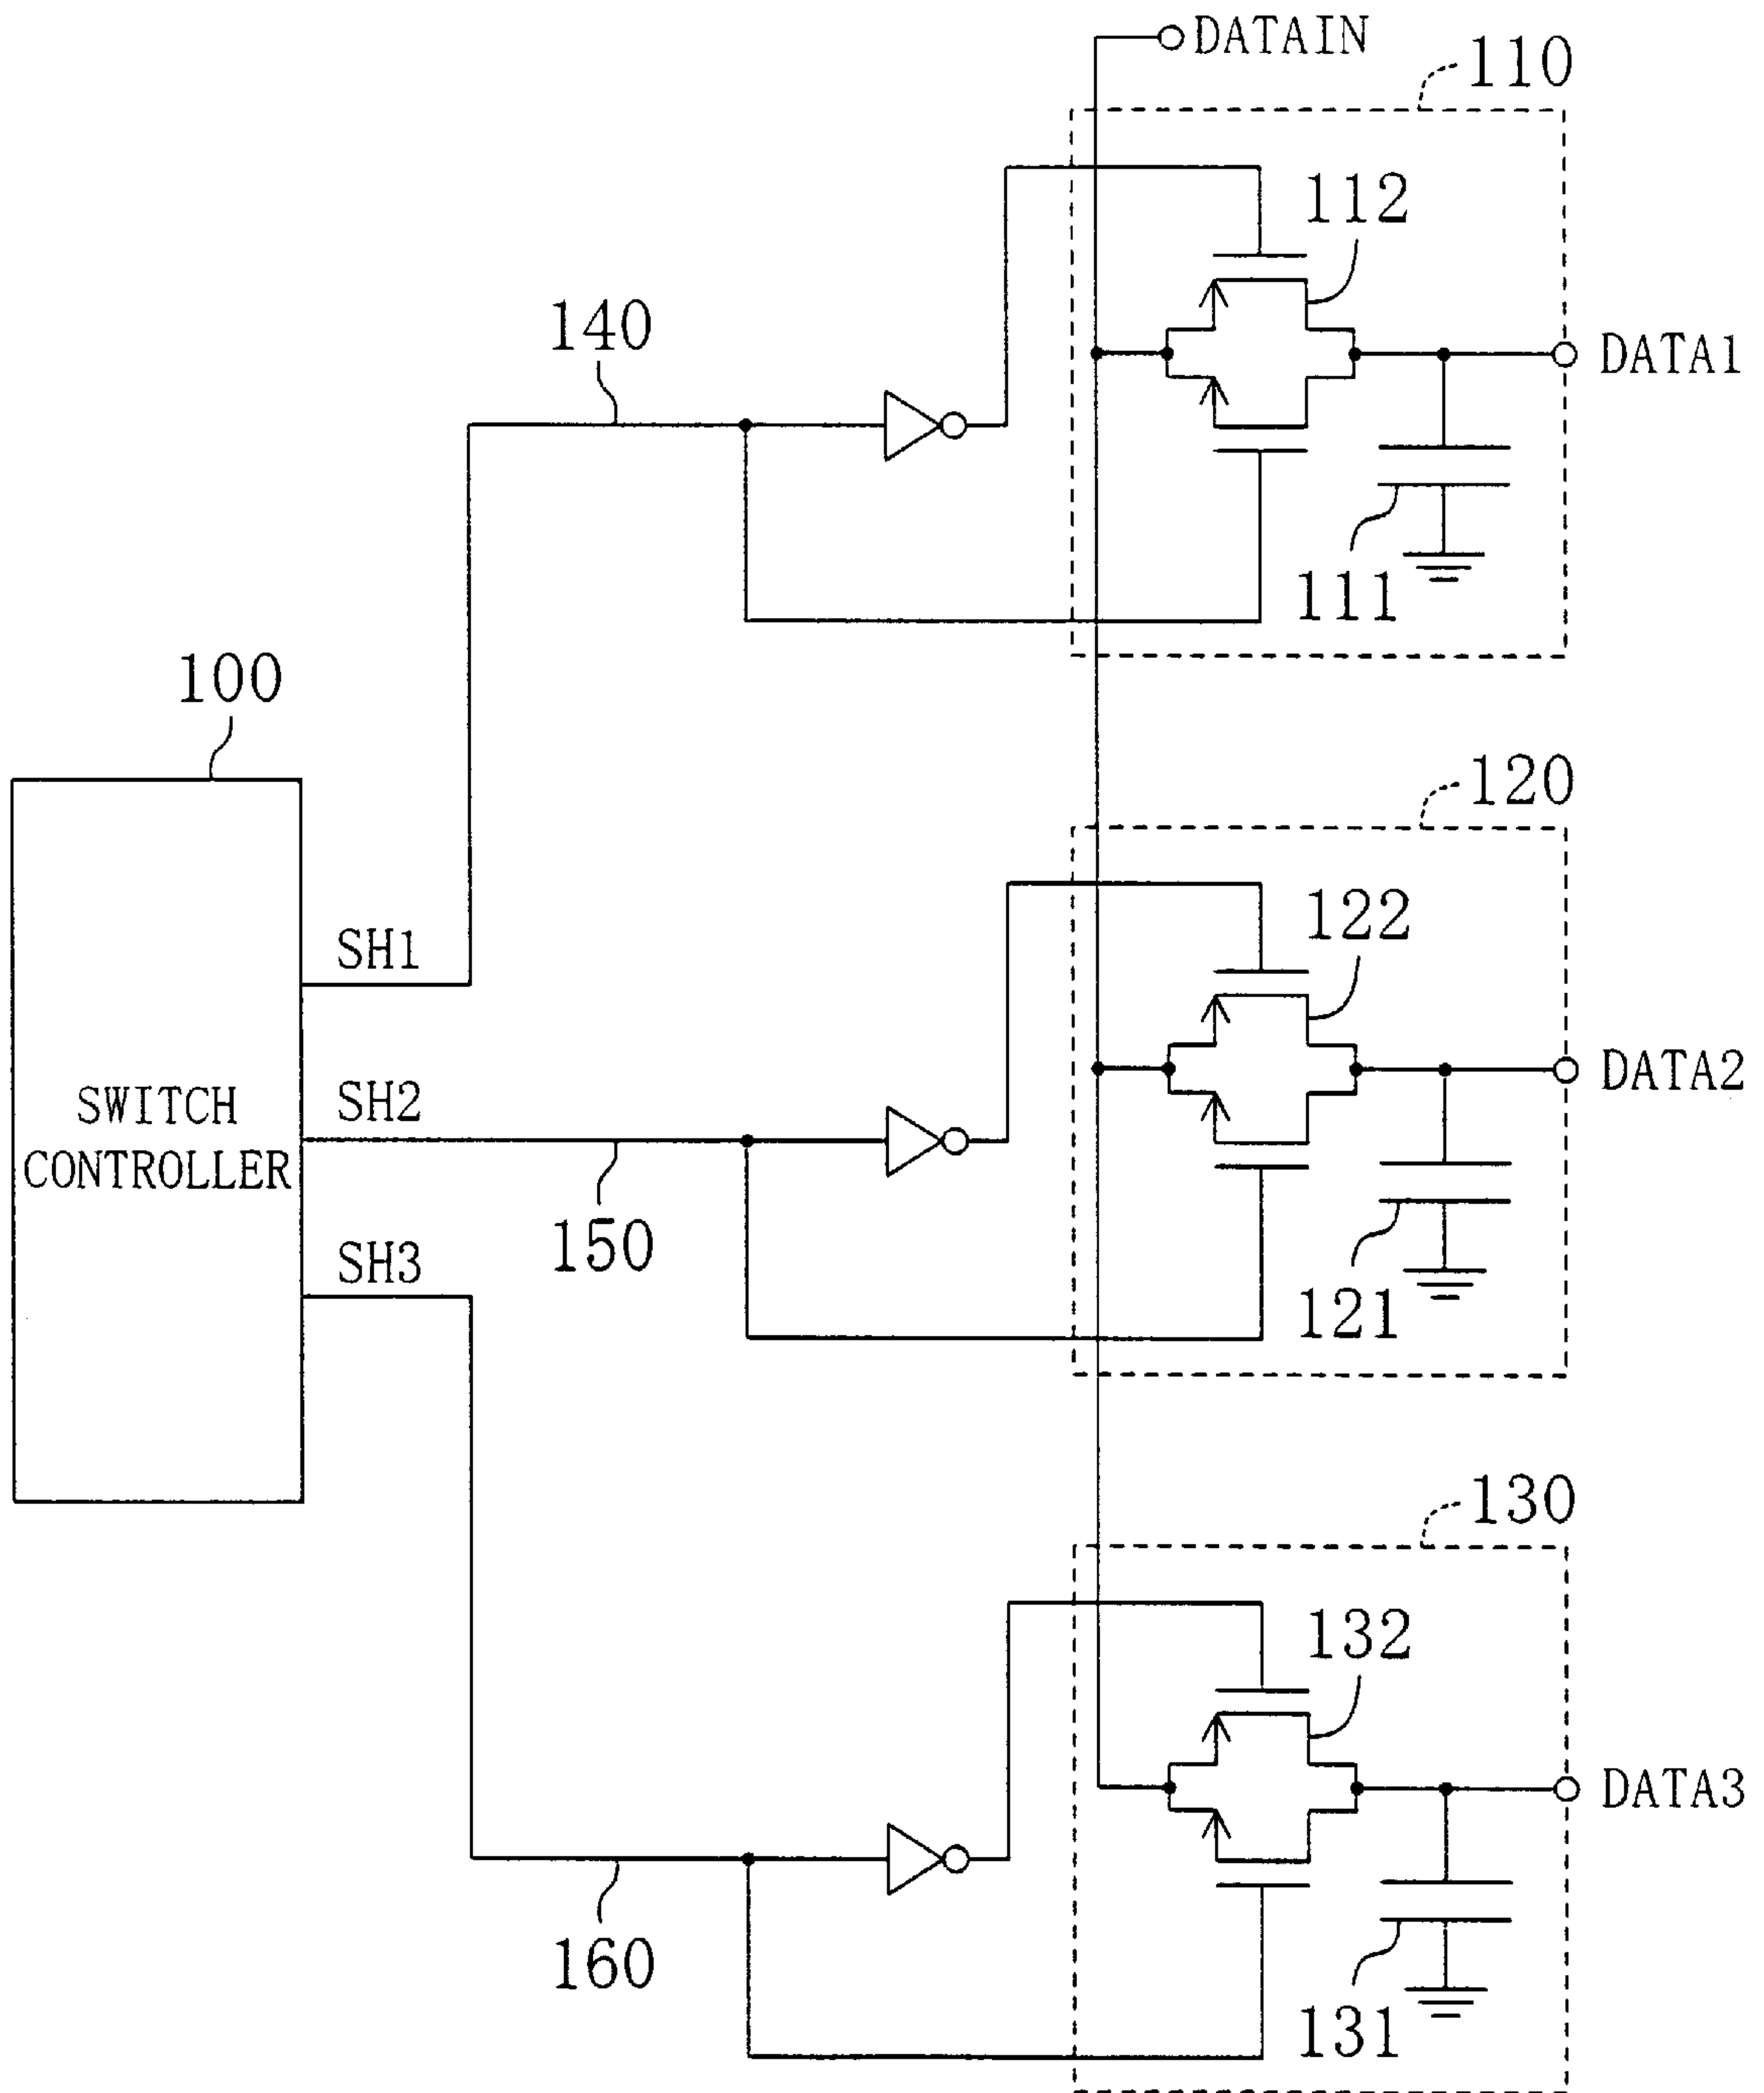 DATAIN
110
112
140
DATA1
111
100
120
122
SH1
SWITCH
CONTROLLER
SH2
DATA2
150
SH3
121
130
132
DATA3
160
131